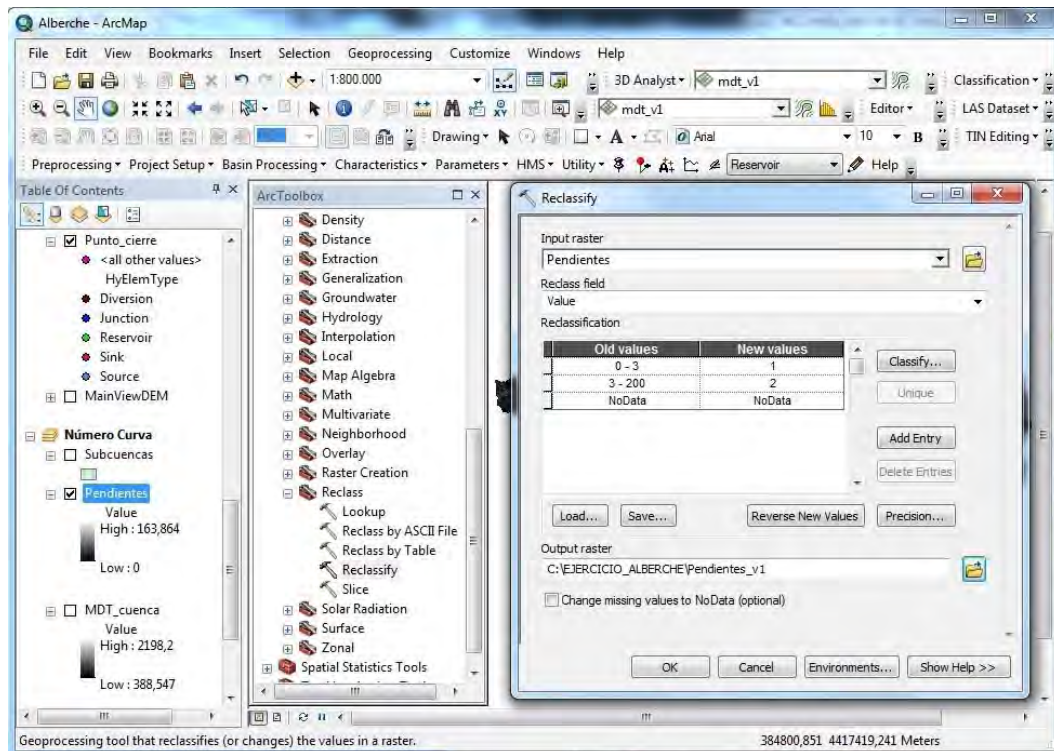 Alberche - ArcMap
File Edit View Bookmarks Insert Selection Geoprocessing Customize Windows Help
1:800.000 3D Analyst mdt_v1 Classification
mdt_v1 Editor LAS Dataset
Drawing A Arial 10 B TIN Editing
Preprocessing Project Setup Basin Processing Characteristics Parameters HMS Utility Reservoir Help
Table Of Contents
Punto_cierre
<all other values>
HyElemType
Diversion
Junction
Reservoir
Sink
Source
MainViewDEM
Número Curva
Subcuencas
Pendientes
Value
High : 163,864
Low : 0
MDT_cuenca
Value
High : 2198,2
Low : 388,547
ArcToolbox
Density
Distance
Extraction
Generalization
Groundwater
Hydrology
Interpolation
Local
Map Algebra
Math
Multivariate
Neighborhood
Overlay
Raster Creation
Reclass
Lookup
Reclass by ASCII File
Reclass by Table
Reclassify
Slice
Solar Radiation
Surface
Zonal
Spatial Statistics Tools
Reclassify
Input raster
Pendientes
Reclass field
Value
Reclassification
Old values New values
0 - 3 1
3 - 200 2
NoData NoData
Classify...
Unique
Add Entry
Delete Entries
Load... Save... Reverse New Values Precision...
Output raster
C:\EJERCICIO_ALBERCHE\Pendientes_v1
Change missing values to NoData (optional)
OK Cancel Environments... Show Help >>
Geoprocessing tool that reclassifies (or changes) the values in a raster.
384800,851 4417419,241 Meters